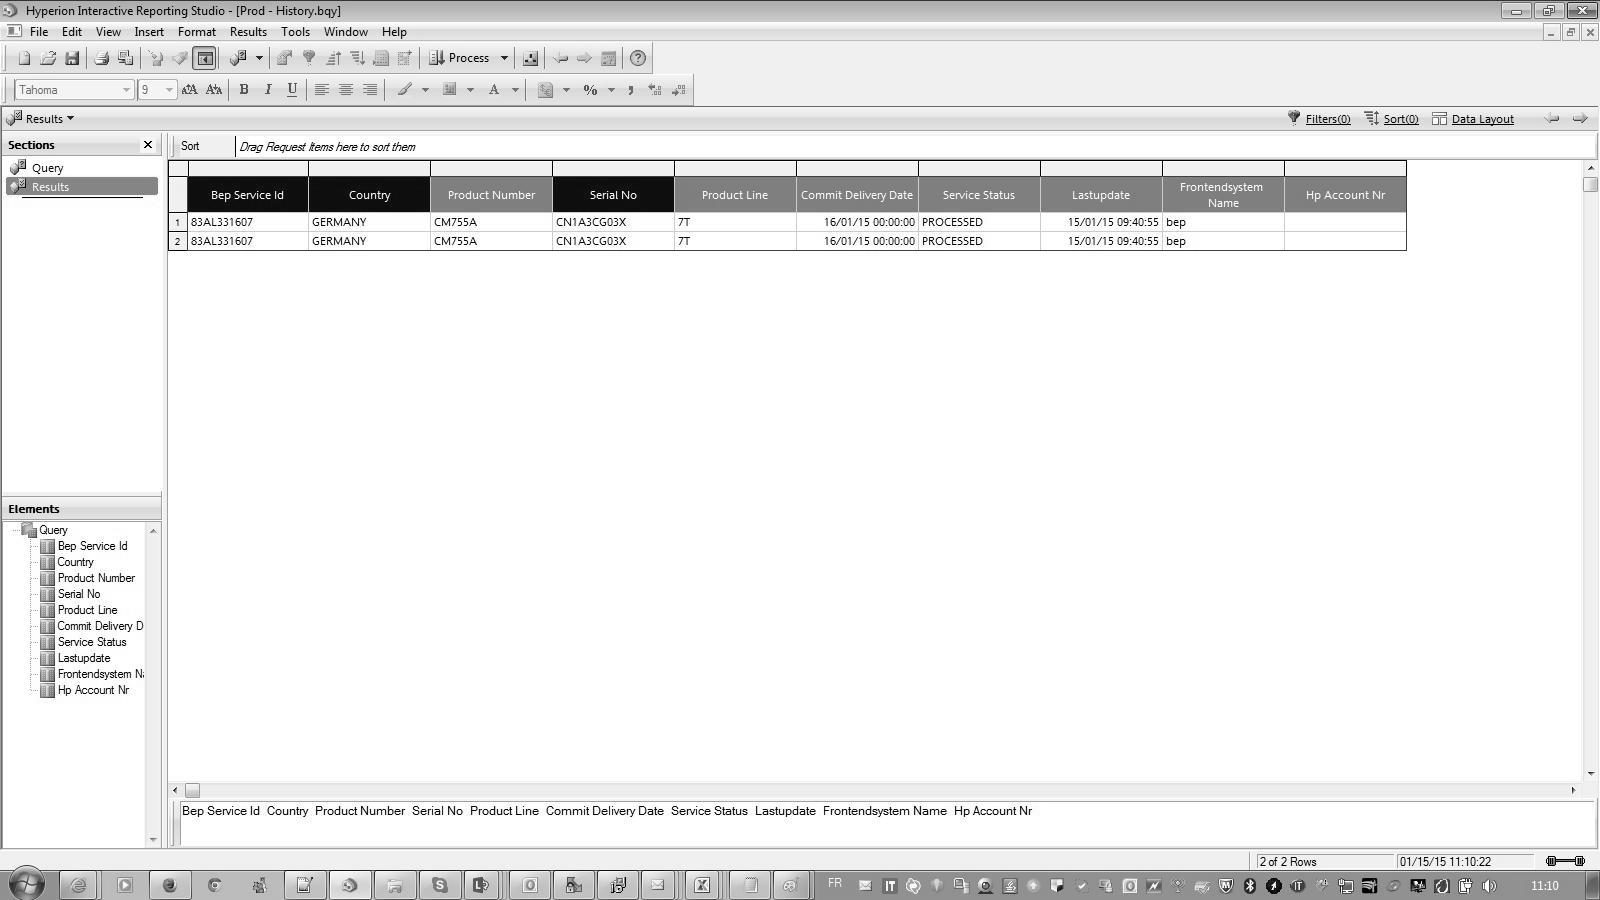 Hyperion Interactive Reporting Studio - [Prod - History.bqy]
File Edit View Insert Format Results Tools Window Help
Process
Tahoma 9 B I U A %
Results Filters(0) Sort(0) Data Layout
Sections
Query
Results
Sort Drag Request Items here to sort them
Bep Service Id Country Product Number Serial No Product Line Commit Delivery Date Service Status Lastupdate Frontendsystem Name Hp Account Nr
1 83AL331607 GERMANY CM755A CN1A3CG03X 7T 16/01/15 00:00:00 PROCESSED 15/01/15 09:40:55 bep
2 83AL331607 GERMANY CM755A CN1A3CG03X 7T 16/01/15 00:00:00 PROCESSED 15/01/15 09:40:55 bep
Elements
Query
Bep Service Id
Country
Product Number
Serial No
Product Line
Commit Delivery D
Service Status
Lastupdate
Frontendsystem Na
Hp Account Nr
Bep Service Id Country Product Number Serial No Product Line Commit Delivery Date Service Status Lastupdate Frontendsystem Name Hp Account Nr
2 of 2 Rows 01/15/15 11:10:22
FR 11:10